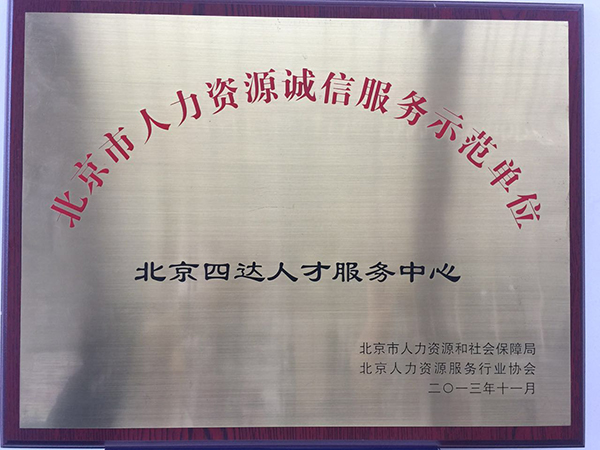 北京市人力资源诚信服务示范单位
北京四达人才服务中心
北京市人力资源和社会保障局
北京人力资源服务行业协会
二〇一三年十一月